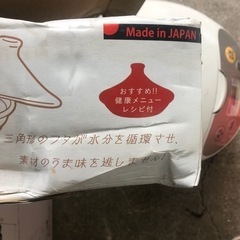 Made in JAPAN
おすすめ!!
健康メニュー
レシピ付
三角形のフタが水分を循環させ、
素材のうま味を逃しません。